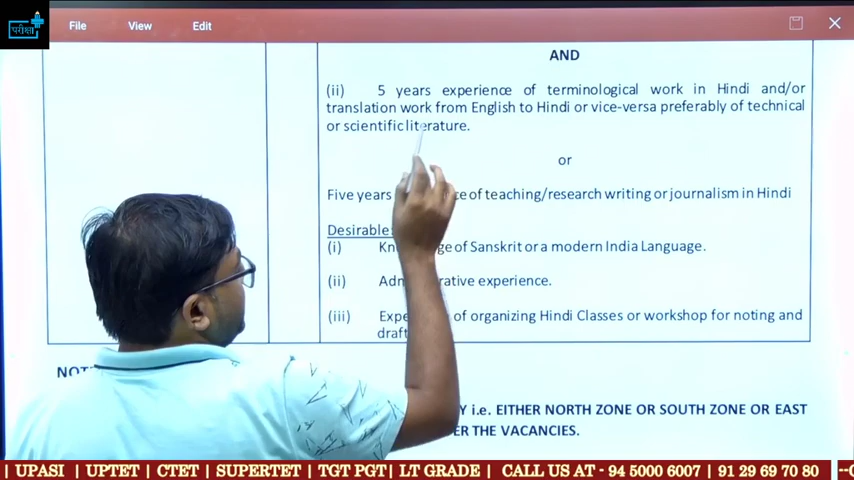 परीक्षा
File View Edit
AND
(ii) 5 years experience of terminological work in Hindi and/or
translation work from English to Hindi or vice-versa preferably of technical
or scientific literature.
or
Five years of teaching/research writing or journalism in Hindi
Desirable:
(i) of Sanskrit or a modern India Language.
(ii) experience.
(iii) of organizing Hindi Classes or workshop for noting and
i.e. EITHER NORTH ZONE OR SOUTH ZONE OR EAST
THE VACANCIES.
| UPASI | UPTET | CTET | SUPERTET | TGT PGT | LT GRADE | CALL US AT - 94 5000 6007 | 91 29 69 70 80